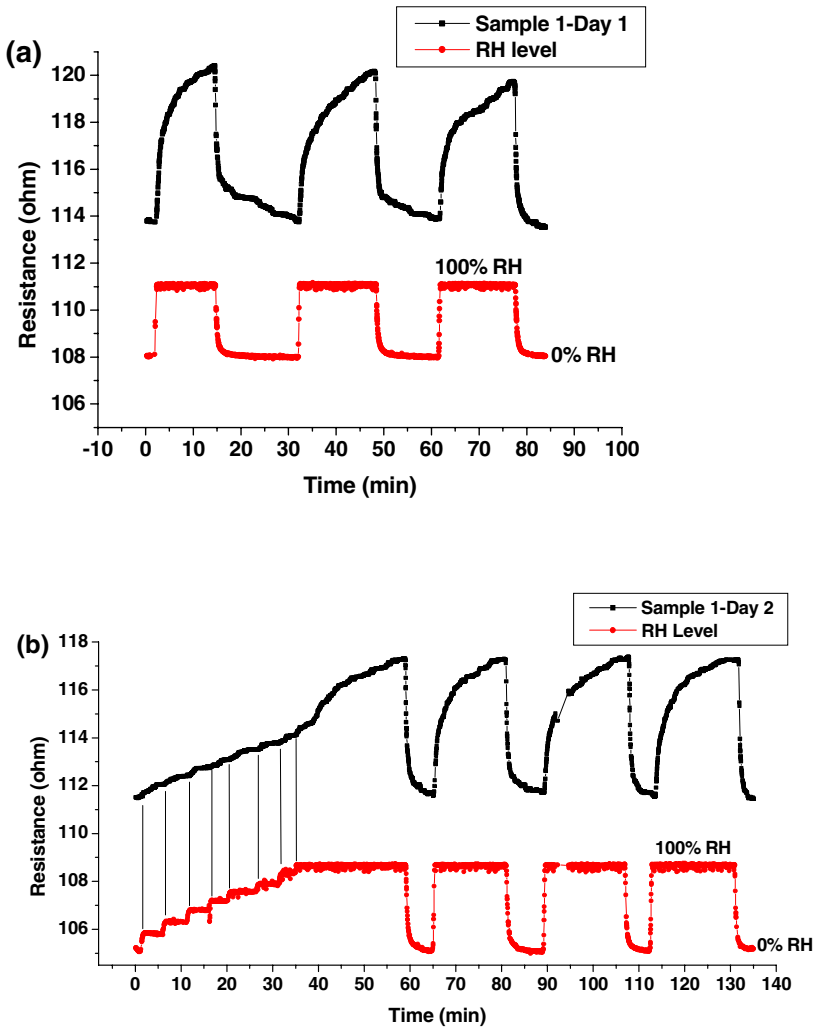 (a)
Sample 1-Day 1
RH level
120
118
116
114
112
110
108
106
Resistance (ohm)
100% RH
0% RH
-10 0 10 20 30 40 50 60 70 80 90 100
Time (min)
(b)
Sample 1-Day 2
RH Level
118
116
114
112
110
108
106
Resistance (ohm)
100% RH
0% RH
0 10 20 30 40 50 60 70 80 90 100 110 120 130 140
Time (min)